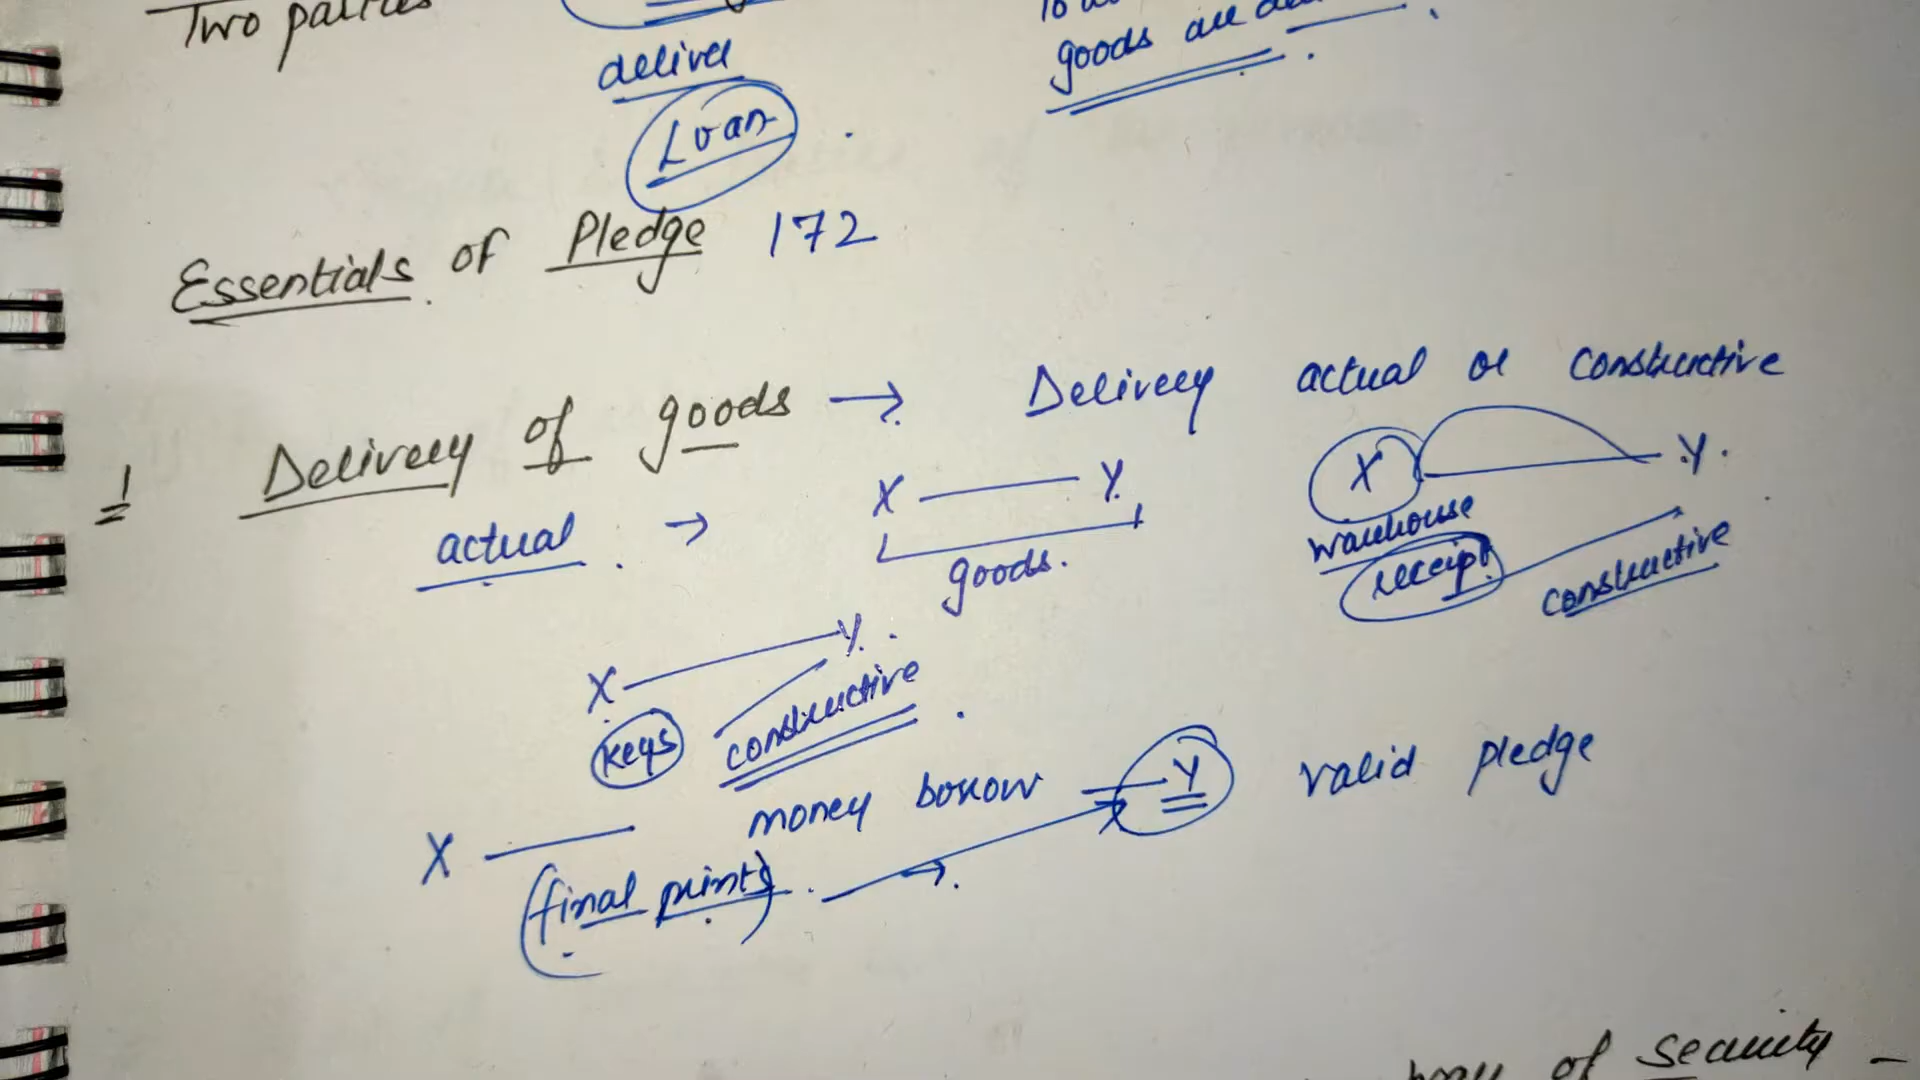 Two parties
deliver
goods are
Loan
Essentials of Pledge 172
1 Delivery of goods → Delivery actual or constructive
actual → X Y goods.
X Y.
warehouse
receipt constructive
X Y.
keys constructive
X money borrow Y valid pledge
(final prints) →
of security -